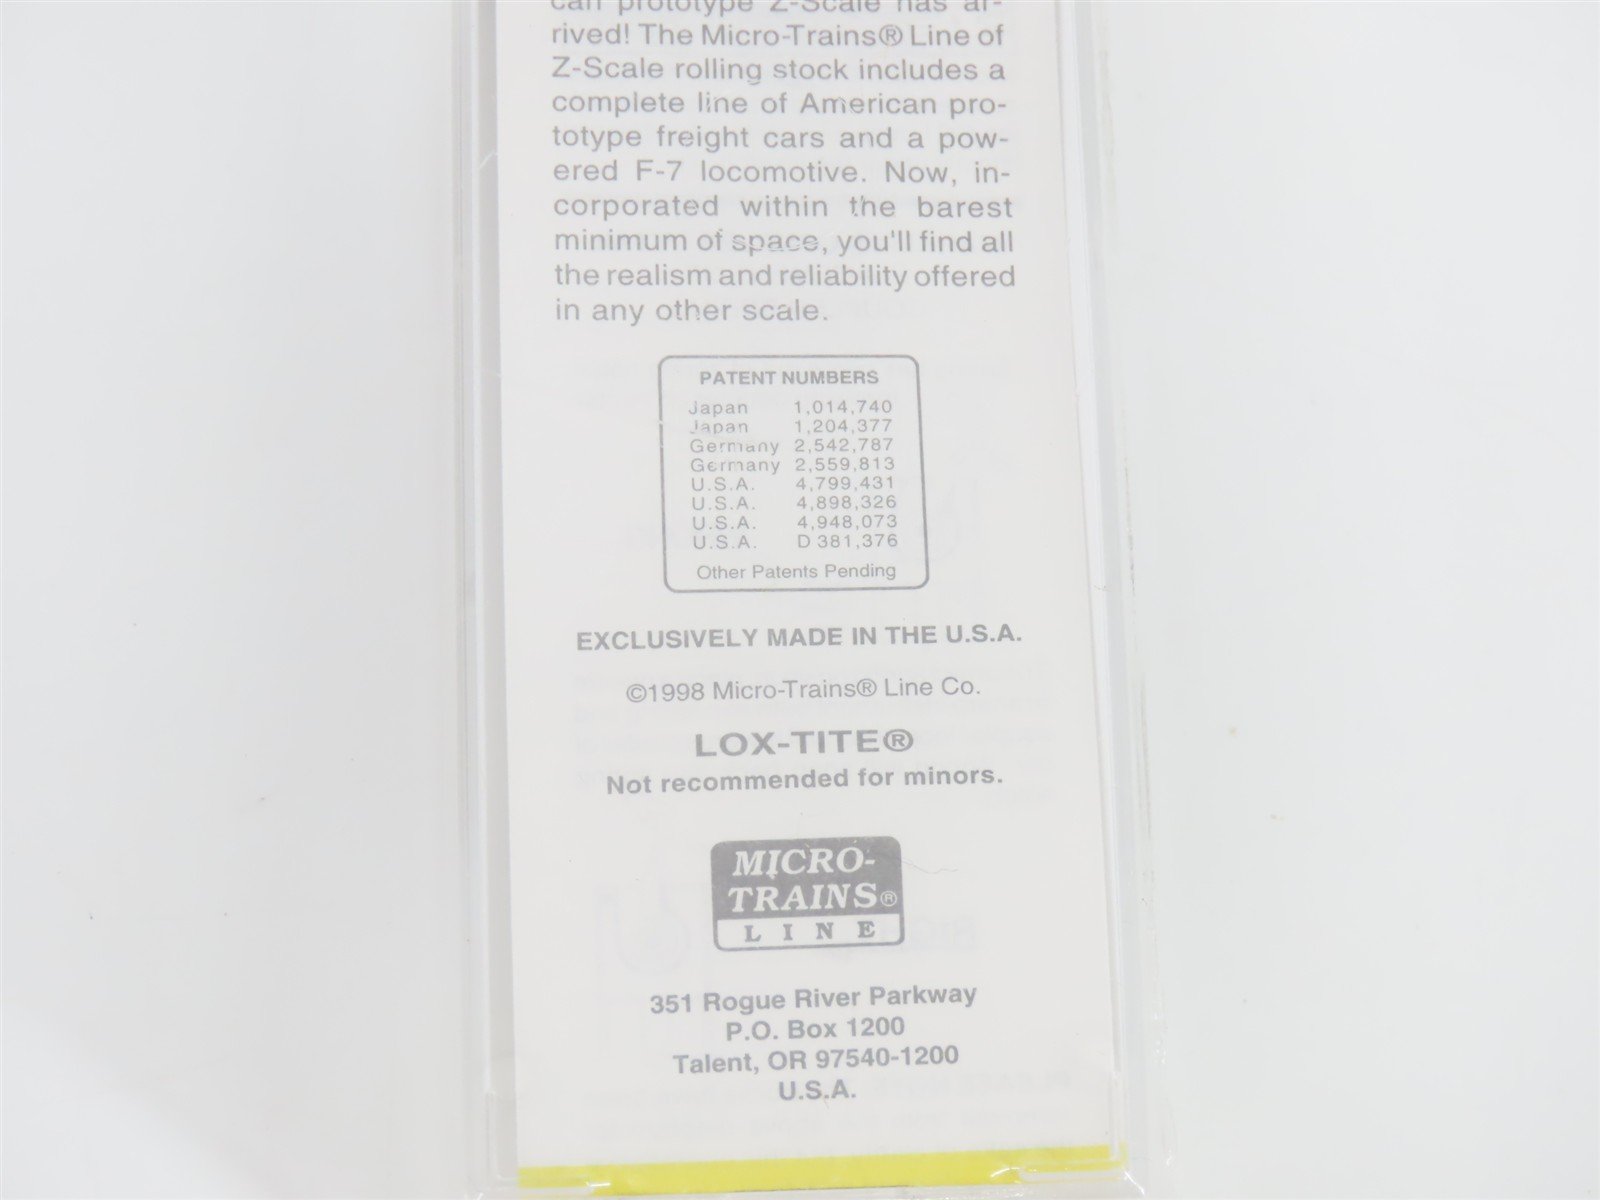 can prototype Z-Scale has ar-
rived! The Micro-Trains® Line of
Z-Scale rolling stock includes a
complete line of American pro-
totype freight cars and a pow-
ered F-7 locomotive. Now, in-
corporated within the barest
minimum of space, you'll find all
the realism and reliability offered
in any other scale.
PATENT NUMBERS
Japan 1,014,740
Japan 1,204,377
Germany 2,542,787
Germany 2,559,813
U.S.A. 4,799,431
U.S.A. 4,898,326
U.S.A. 4,948,073
U.S.A. D 381,376
Other Patents Pending
EXCLUSIVELY MADE IN THE U.S.A.
©1998 Micro-Trains® Line Co.
LOX-TITE®
Not recommended for minors.
MICRO-
TRAINS®
LINE
351 Rogue River Parkway
P.O. Box 1200
Talent, OR 97540-1200
U.S.A.